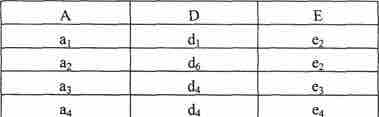 A D E
a₁ d₁ e₂
a₂ d₆ e₂
a₃ d₄ e₃
a₄ d₄ e₄